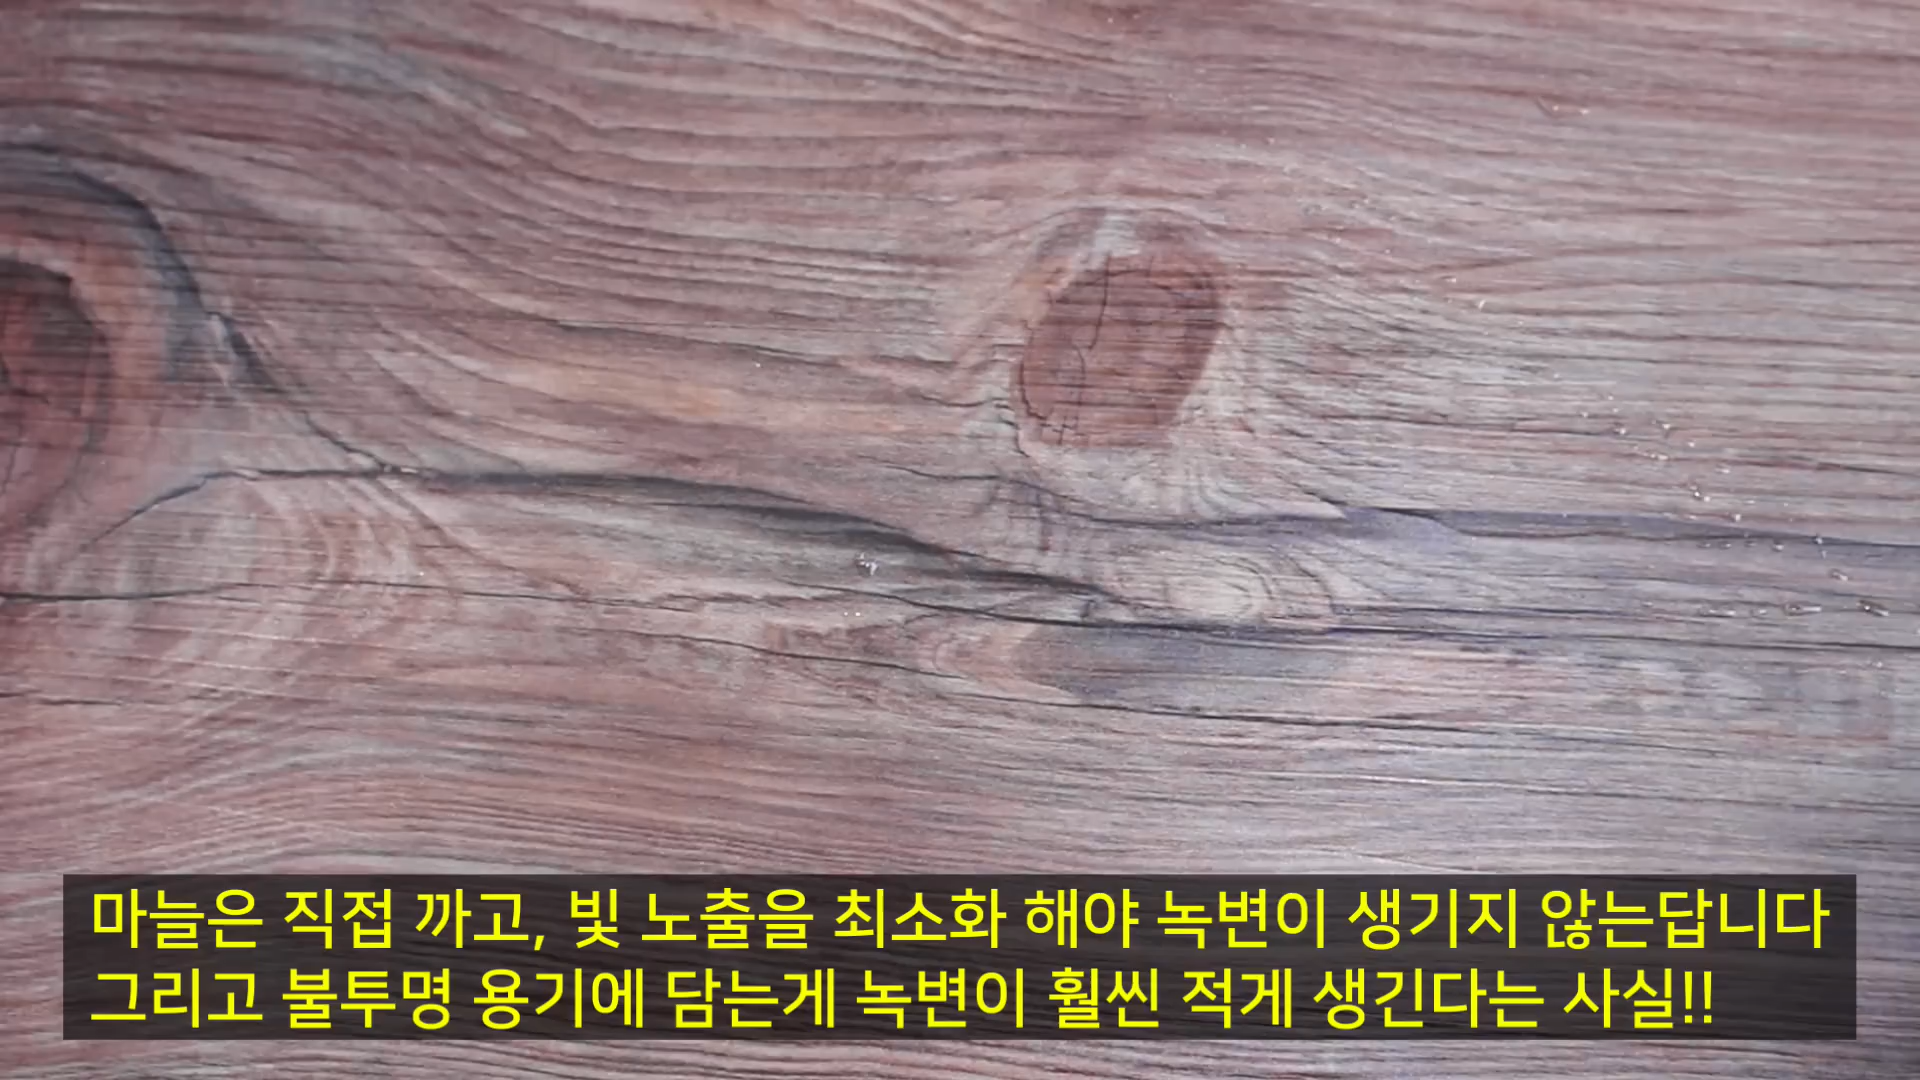 마늘은 직접 까고, 빛 노출을 최소화 해야 녹변이 생기지 않는답니다
그리고 불투명 용기에 담는게 녹변이 훨씬 적게 생긴다는 사실!!